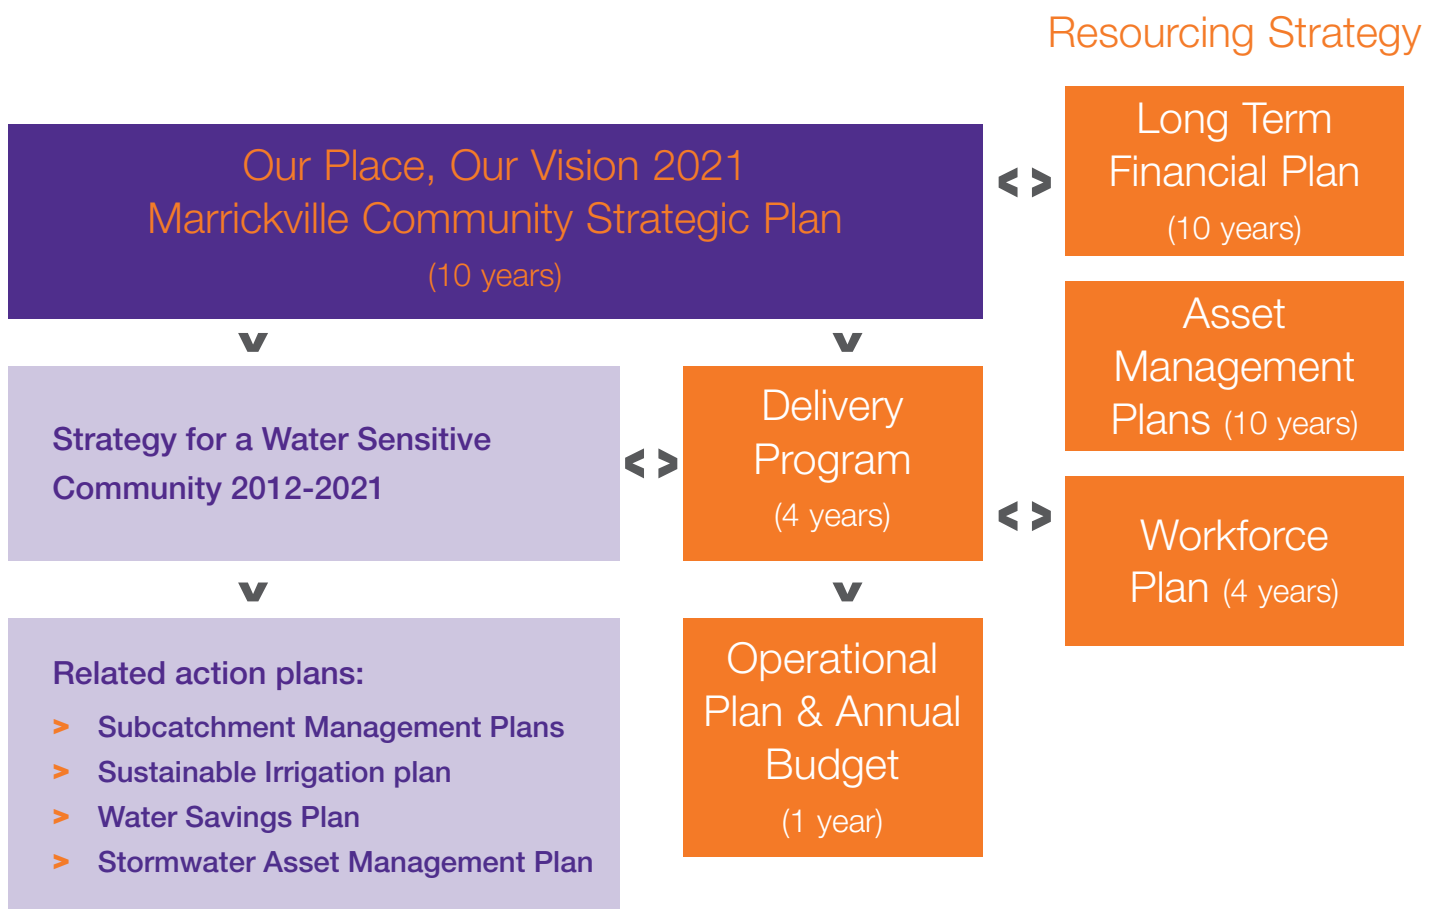 Resourcing Strategy
Our Place, Our Vision 2021
Marrickville Community Strategic Plan
(10 years)
< >
Long Term
Financial Plan
(10 years)
Asset
Management
Plans (10 years)
Workforce
Plan (4 years)
Strategy for a Water Sensitive
Community 2012-2021
< >
Delivery
Program
(4 years)
< >
Related action plans:
> Subcatchment Management Plans
> Sustainable Irrigation plan
> Water Savings Plan
> Stormwater Asset Management Plan
Operational
Plan & Annual
Budget
(1 year)